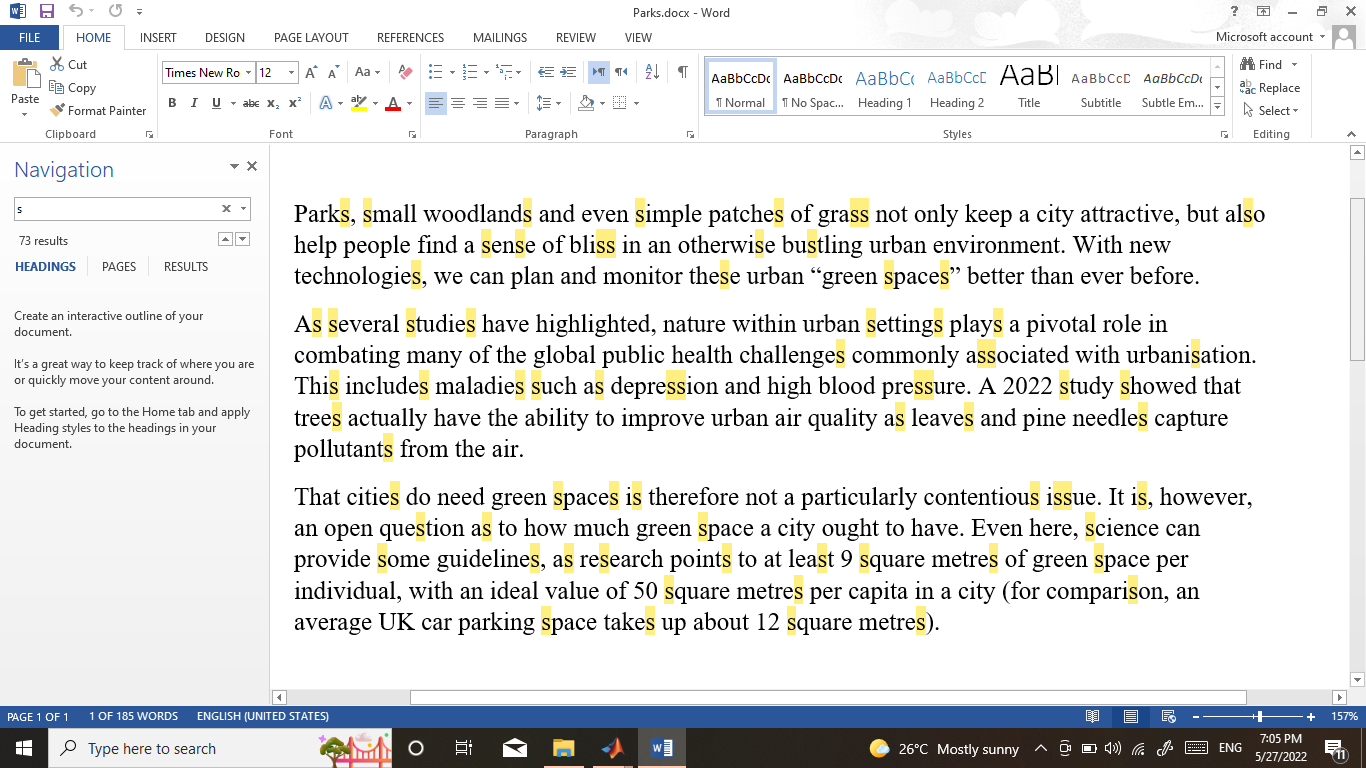 Parks.docx - Word
?
FILE HOME INSERT DESIGN PAGE LAYOUT REFERENCES MAILINGS REVIEW VIEW
Microsoft account
Paste
Cut
Copy
Format Painter
Clipboard
Times New Ro 12
B I U abc x₂ x²
Font
Paragraph
AaBbCcDc AaBbCcDc AaBbCc AaBbCcD AaBl AaBbCcD AaBbCcDc
¶ Normal ¶ No Spac... Heading 1 Heading 2 Title Subtitle Subtle Em...
Styles
Find
Replace
Select
Editing
Navigation
s
73 results
HEADINGS PAGES RESULTS
Create an interactive outline of your
document.
It's a great way to keep track of where you are
or quickly move your content around.
To get started, go to the Home tab and apply
Heading styles to the headings in your
document.
Parks, small woodlands and even simple patches of grass not only keep a city attractive, but also
help people find a sense of bliss in an otherwise bustling urban environment. With new
technologies, we can plan and monitor these urban “green spaces” better than ever before.
As several studies have highlighted, nature within urban settings plays a pivotal role in
combating many of the global public health challenges commonly associated with urbanisation.
This includes maladies such as depression and high blood pressure. A 2022 study showed that
trees actually have the ability to improve urban air quality as leaves and pine needles capture
pollutants from the air.
That cities do need green spaces is therefore not a particularly contentious issue. It is, however,
an open question as to how much green space a city ought to have. Even here, science can
provide some guidelines, as research points to at least 9 square metres of green space per
individual, with an ideal value of 50 square metres per capita in a city (for comparison, an
average UK car parking space takes up about 12 square metres).
PAGE 1 OF 1 1 OF 185 WORDS ENGLISH (UNITED STATES)
157%
Type here to search
26°C Mostly sunny
ENG
7:05 PM
5/27/2022
11